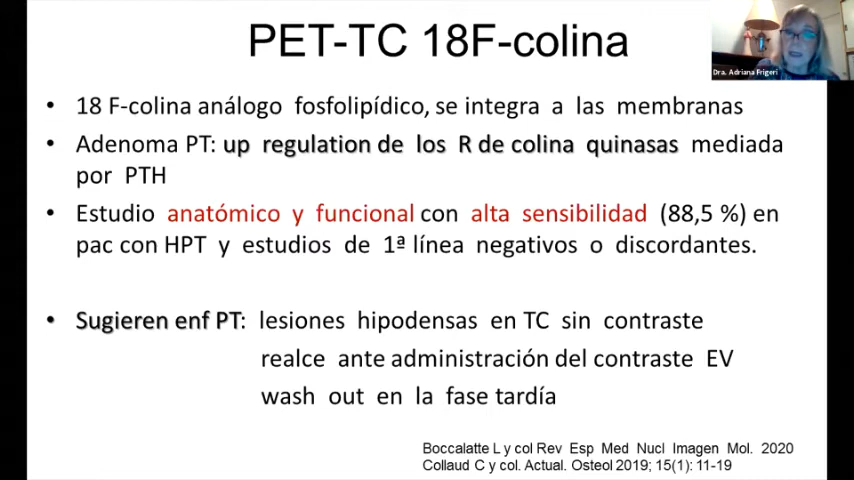 PET-TC 18F-colina
Dra. Adriana Frigeri
• 18 F-colina análogo fosfolipídico, se integra a las membranas
• Adenoma PT: up regulation de los R de colina quinasas mediada
por PTH
• Estudio anatómico y funcional con alta sensibilidad (88,5 %) en
pac con HPT y estudios de 1ª línea negativos o discordantes.
• Sugieren enf PT: lesiones hipodensas en TC sin contraste
realce ante administración del contraste EV
wash out en la fase tardía
Boccalatte L y col Rev Esp Med Nucl Imagen Mol. 2020
Collaud C y col. Actual. Osteol 2019; 15(1): 11-19